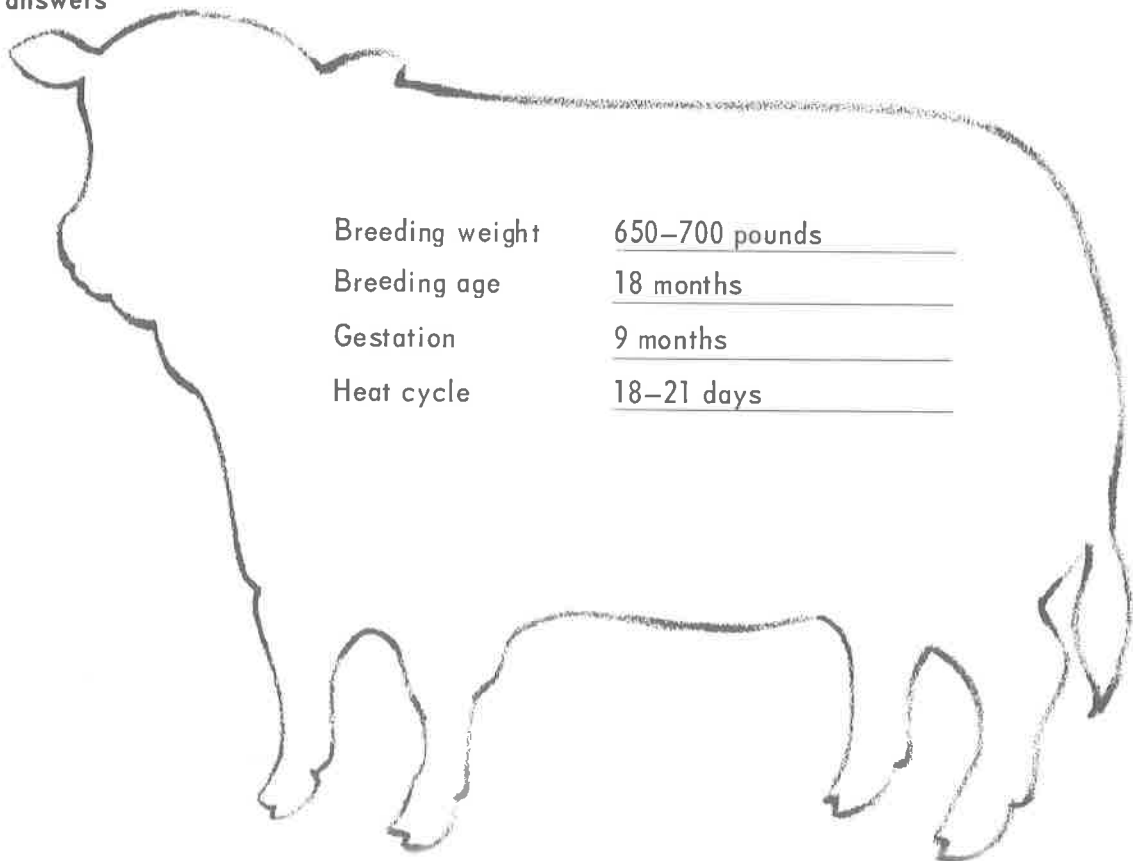 answers
Breeding weight 650–700 pounds
Breeding age 18 months
Gestation 9 months
Heat cycle 18–21 days